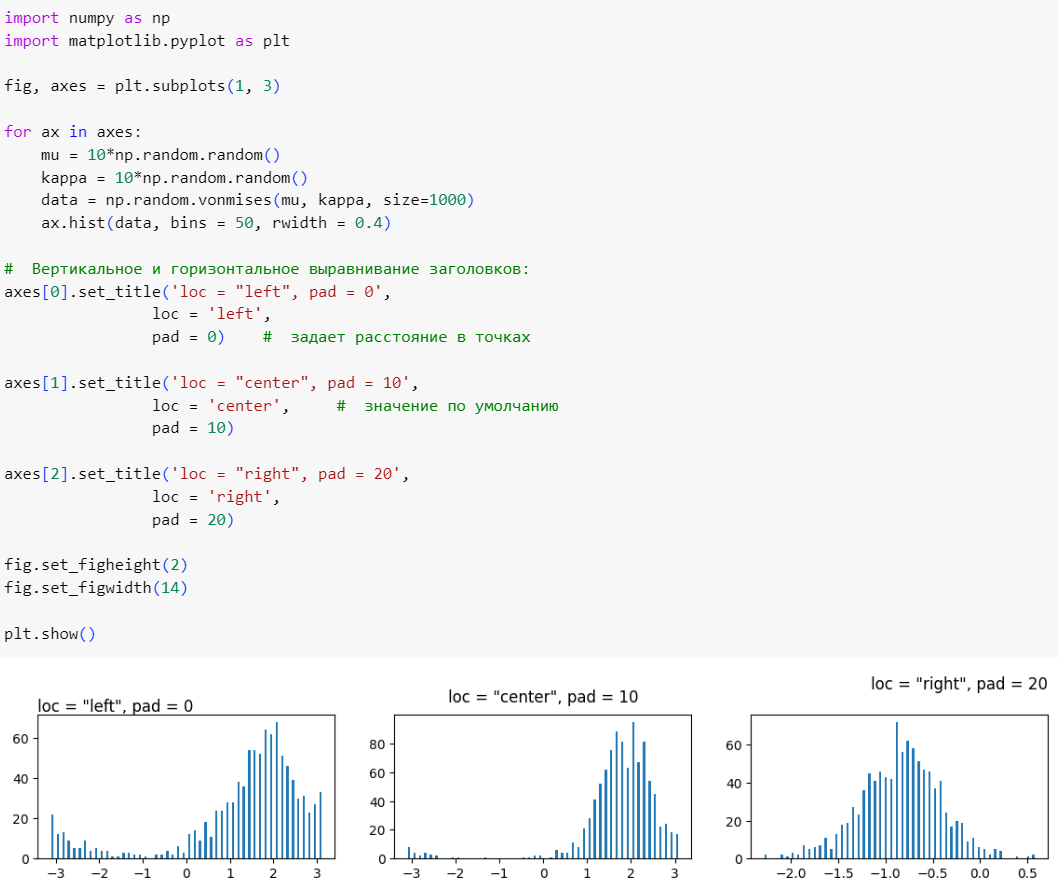 import numpy as np
import matplotlib.pyplot as plt
fig, axes = plt.subplots(1, 3)
for ax in axes:
    mu = 10*np.random.random()
    kappa = 10*np.random.random()
    data = np.random.vonmises(mu, kappa, size=1000)
    ax.hist(data, bins = 50, rwidth = 0.4)
#  Вертикальное и горизонтальное выравнивание заголовков:
axes[0].set_title('loc = "left", pad = 0',
                loc = 'left',
                pad = 0)    #  задает расстояние в точках
axes[1].set_title('loc = "center", pad = 10',
                loc = 'center',     #  значение по умолчанию
                pad = 10)
axes[2].set_title('loc = "right", pad = 20',
                loc = 'right',
                pad = 20)
fig.set_figheight(2)
fig.set_figwidth(14)
plt.show()
loc = "left", pad = 0
60
40
20
0
−3 −2 −1 0 1 2 3
loc = "center", pad = 10
80
60
40
20
0
−3 −2 −1 0 1 2 3
loc = "right", pad = 20
60
40
20
0
−2.0 −1.5 −1.0 −0.5 0.0 0.5